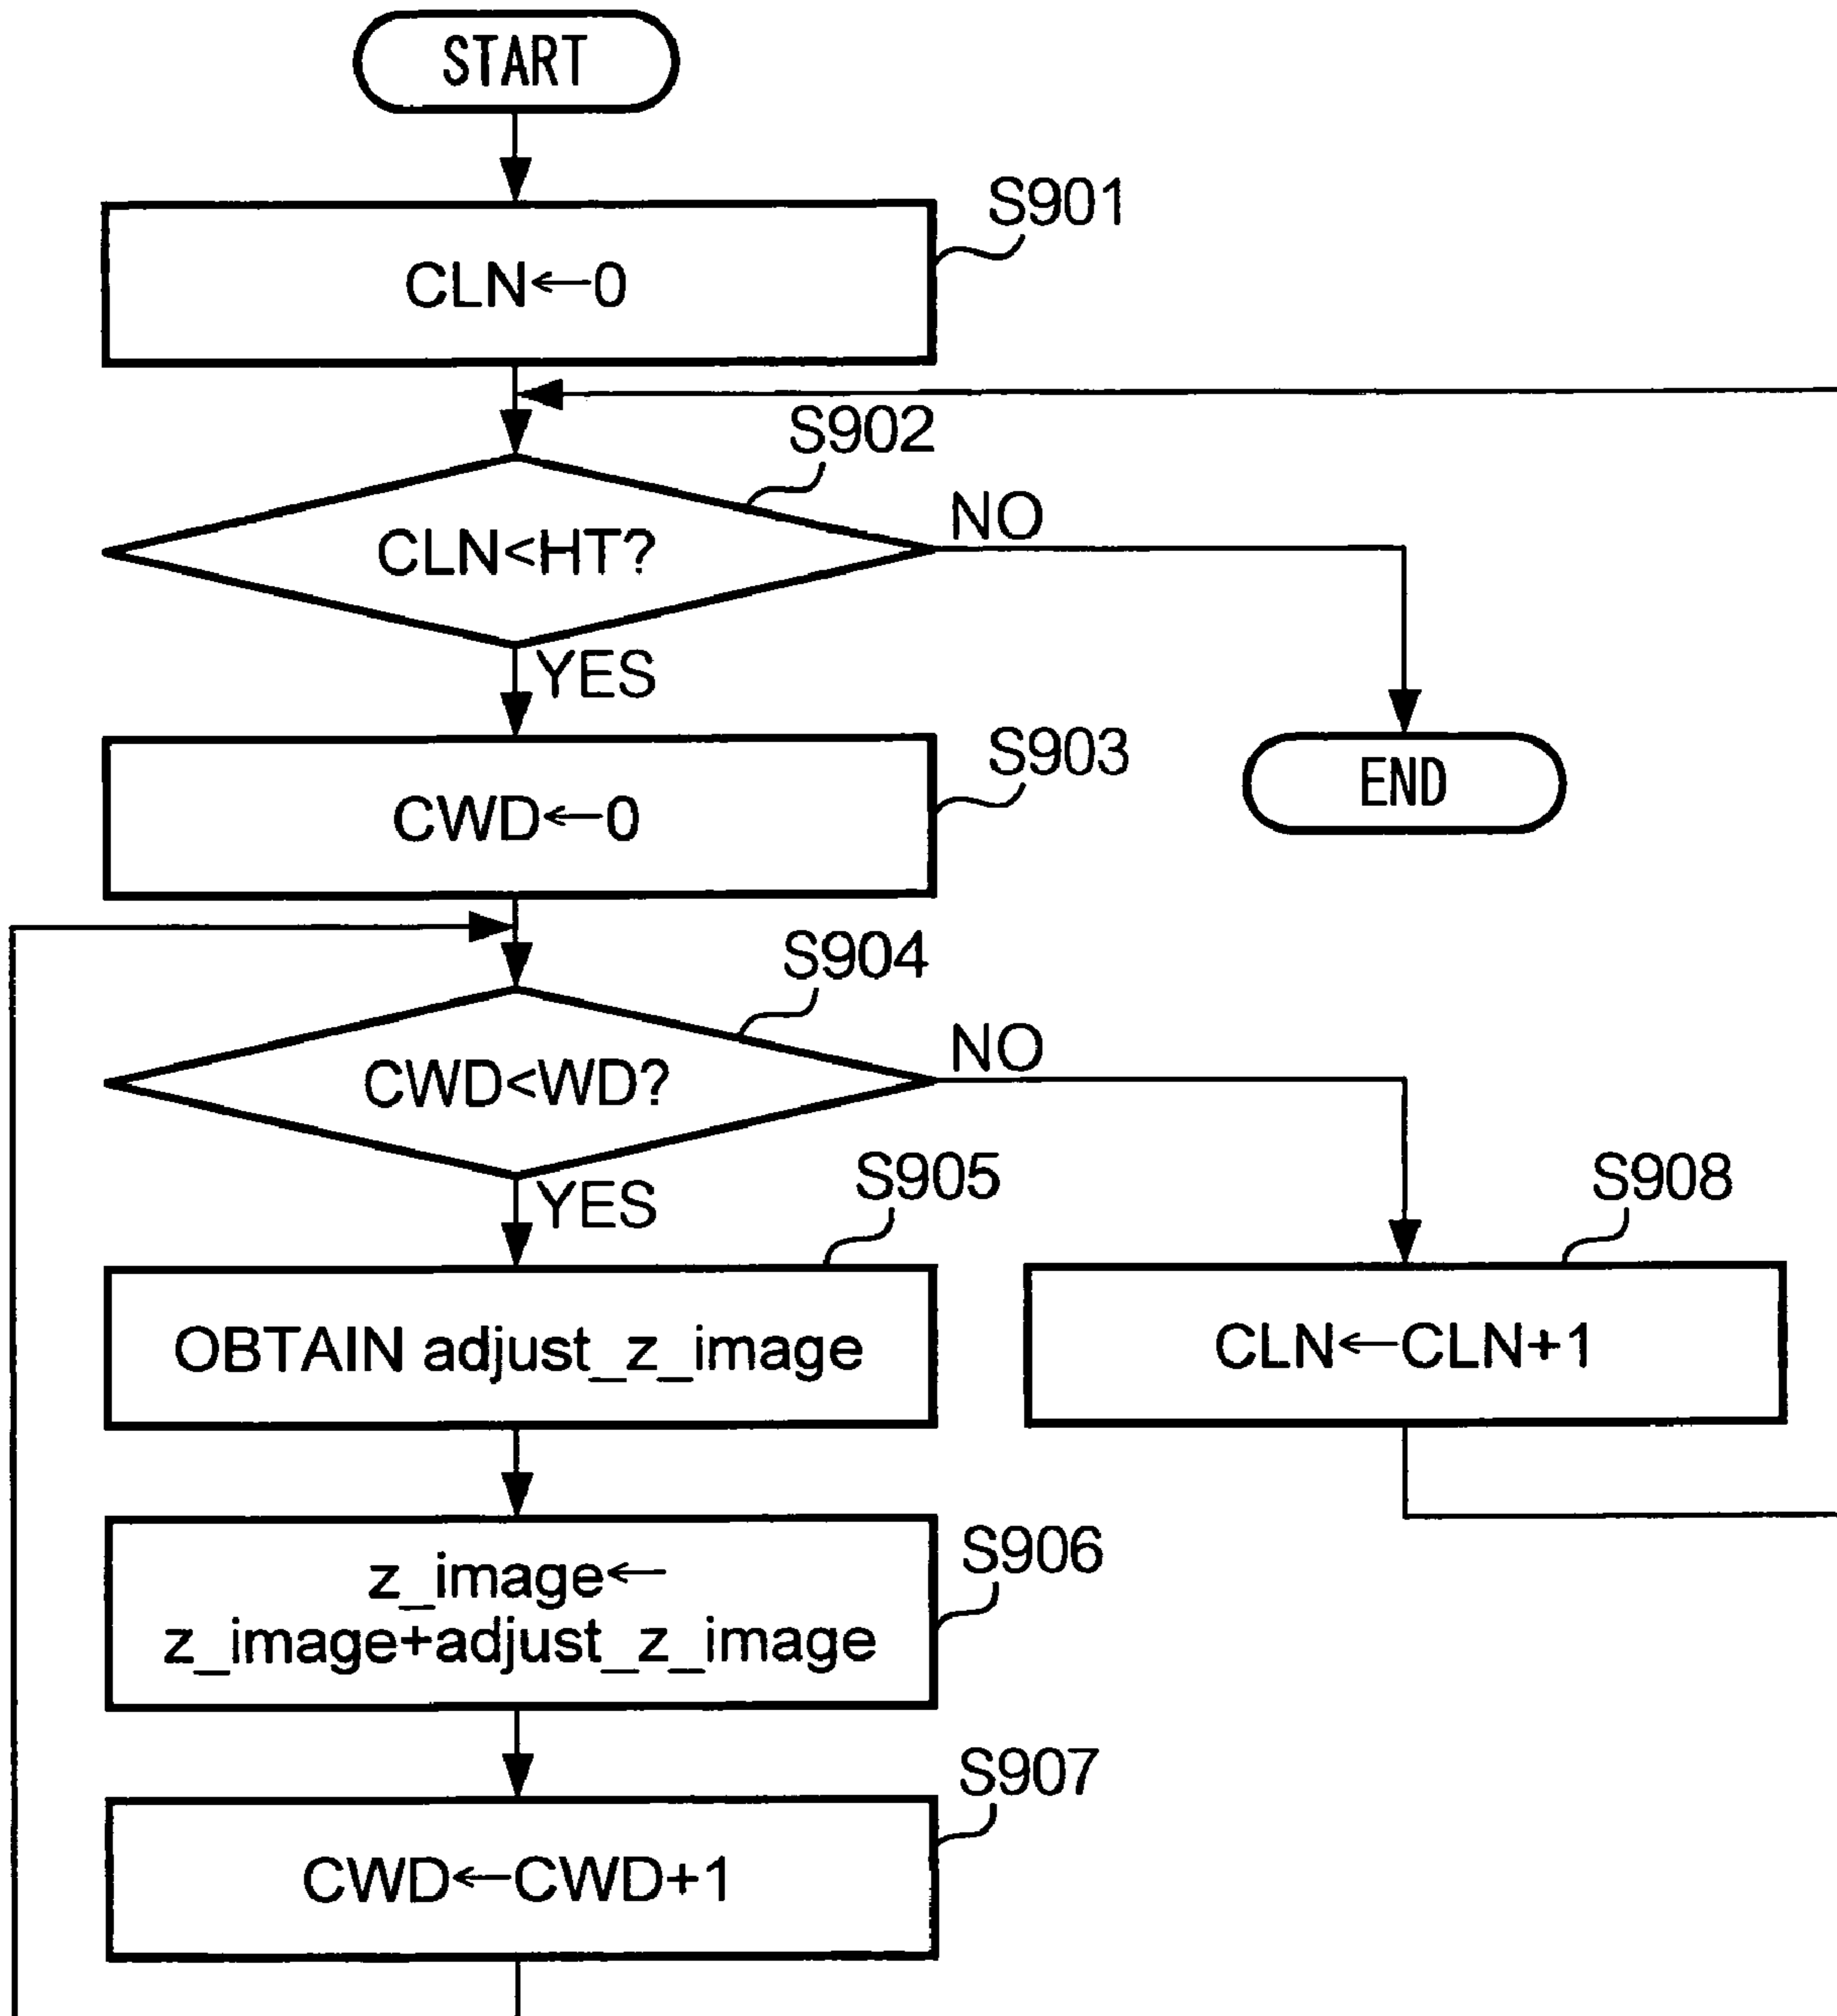 START
S901
CLN←0
S902
CLN<HT?
NO
YES
S903
CWD←0
END
S904
CWD<WD?
NO
YES
S905
OBTAIN adjust_z_image
S908
CLN←CLN+1
S906
z_image←
z_image+adjust_z_image
S907
CWD←CWD+1